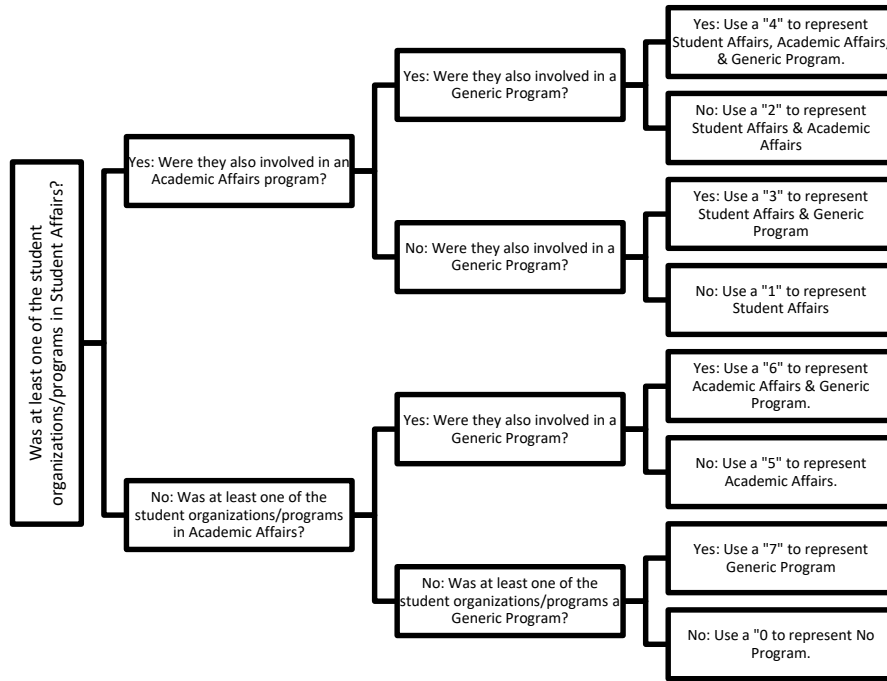 Was at least one of the student
organizations/programs in Student Affairs?
Yes: Were they also involved in an
Academic Affairs program?
No: Was at least one of the
student organizations/programs
in Academic Affairs?
Yes: Were they also involved in a
Generic Program?
No: Were they also involved in a
Generic Program?
Yes: Were they also involved in a
Generic Program?
No: Was at least one of the
student organizations/programs a
Generic Program?
Yes: Use a "4" to represent
Student Affairs, Academic Affairs,
& Generic Program.
No: Use a "2" to represent
Student Affairs & Academic
Affairs
Yes: Use a "3" to represent
Student Affairs & Generic
Program
No: Use a "1" to represent
Student Affairs
Yes: Use a "6" to represent
Academic Affairs & Generic
Program.
No: Use a "5" to represent
Academic Affairs.
Yes: Use a "7" to represent
Generic Program
No: Use a "0 to represent No
Program.